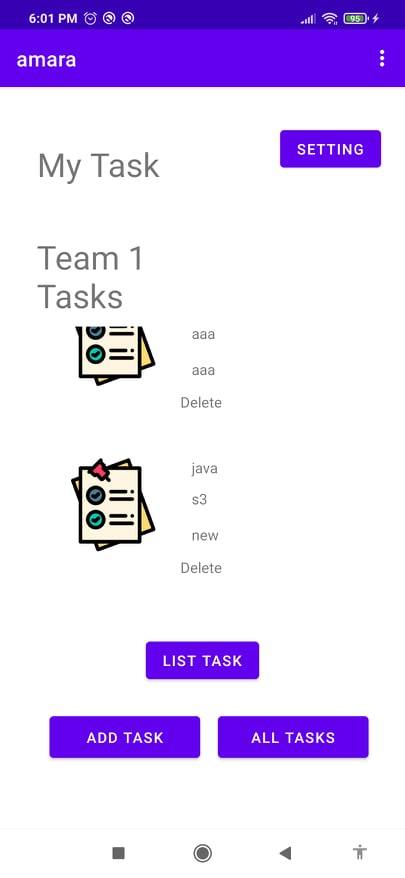 6:01 PM
95
amara
SETTING
My Task
Team 1
Tasks
aaa
aaa
Delete
java
s3
new
Delete
LIST TASK
ADD TASK
ALL TASKS